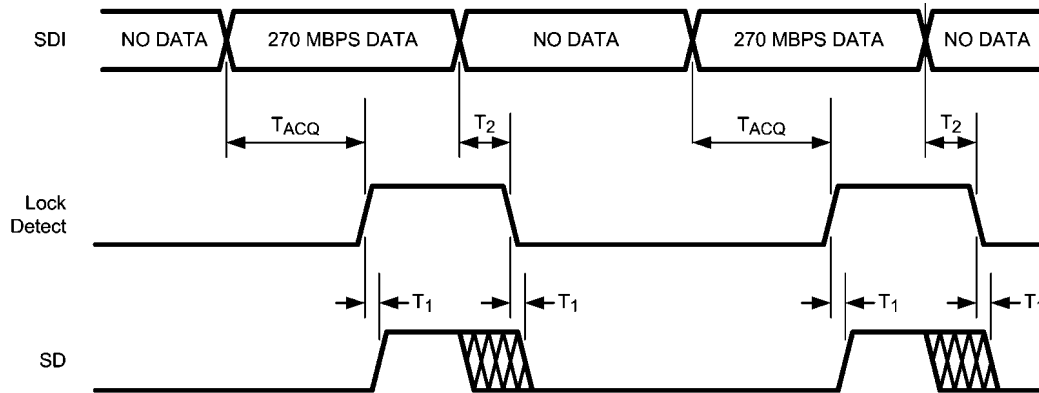 SDI
NO DATA
270 MBPS DATA
NO DATA
270 MBPS DATA
NO DATA
TACQ
T2
TACQ
T2
Lock
Detect
T1
T1
T1
T1
SD